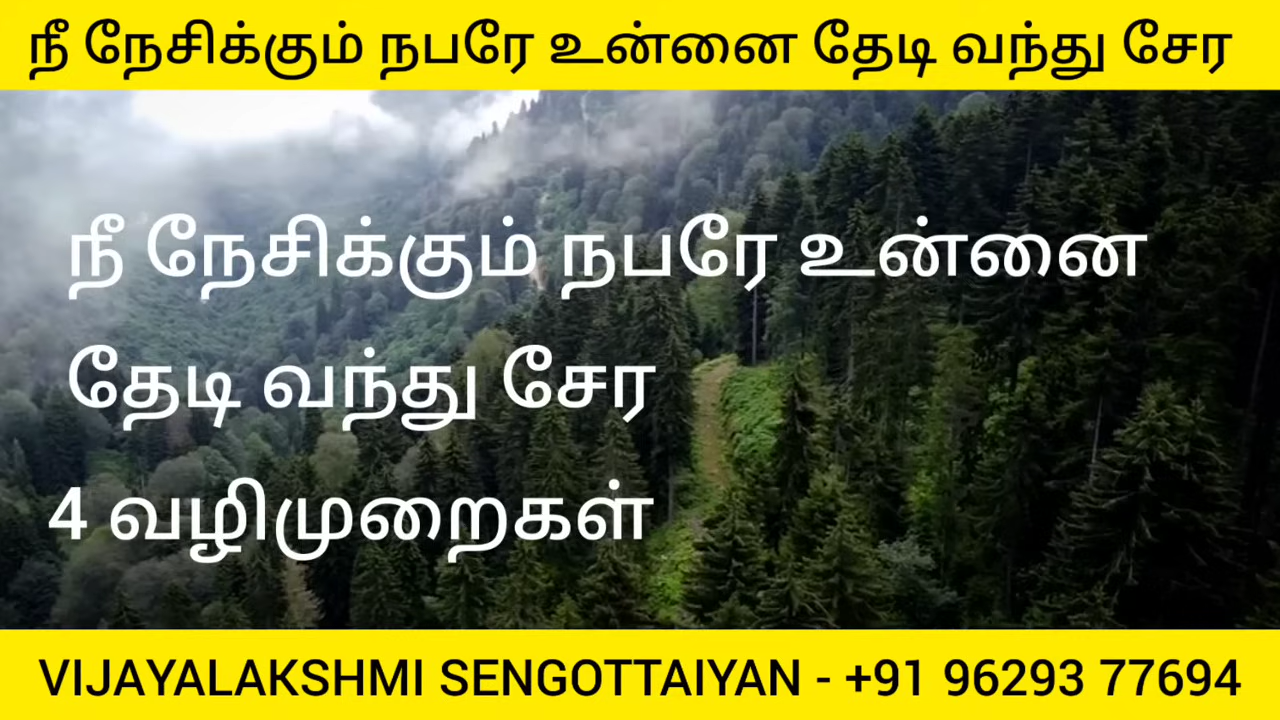 நீ நேசிக்கும் நபரே உன்னை தேடி வந்து சேர
நீ நேசிக்கும் நபரே உன்னை
தேடி வந்து சேர
4 வழிமுறைகள்
VIJAYALAKSHMI SENGOTTAIYAN - +91 96293 77694